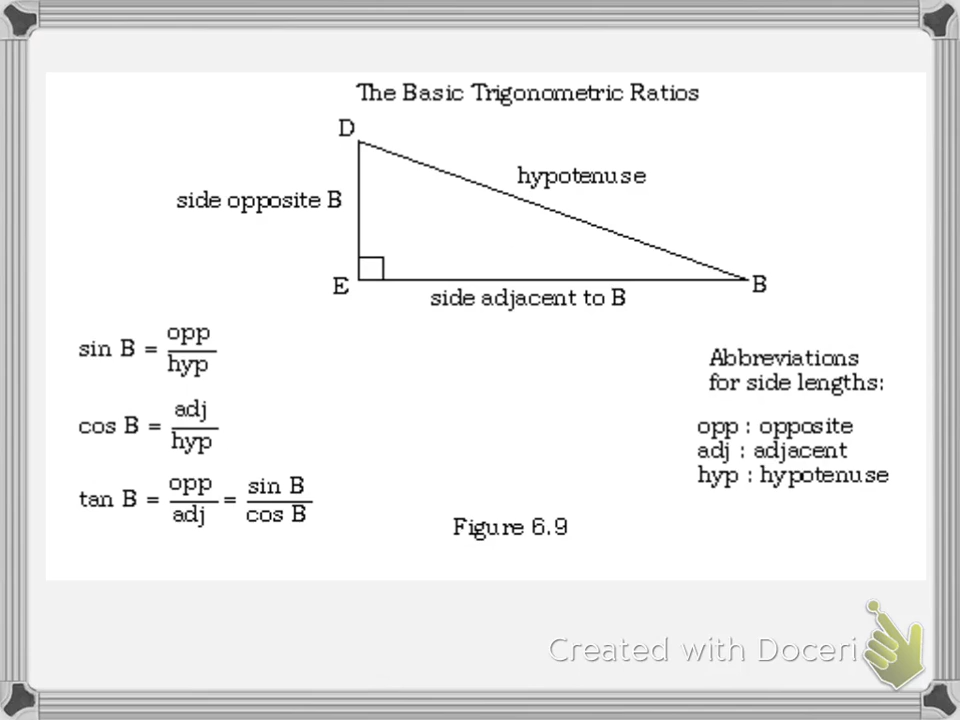 The Basic Trigonometric Ratios
D
hypotenuse
side opposite B
E
B
side adjacent to B
sin B = opp/hyp
cos B = adj/hyp
tan B = opp/adj = sin B/cos B
Abbreviations
for side lengths:
opp : opposite
adj : adjacent
hyp : hypotenuse
Figure 6.9
Created with Doceri